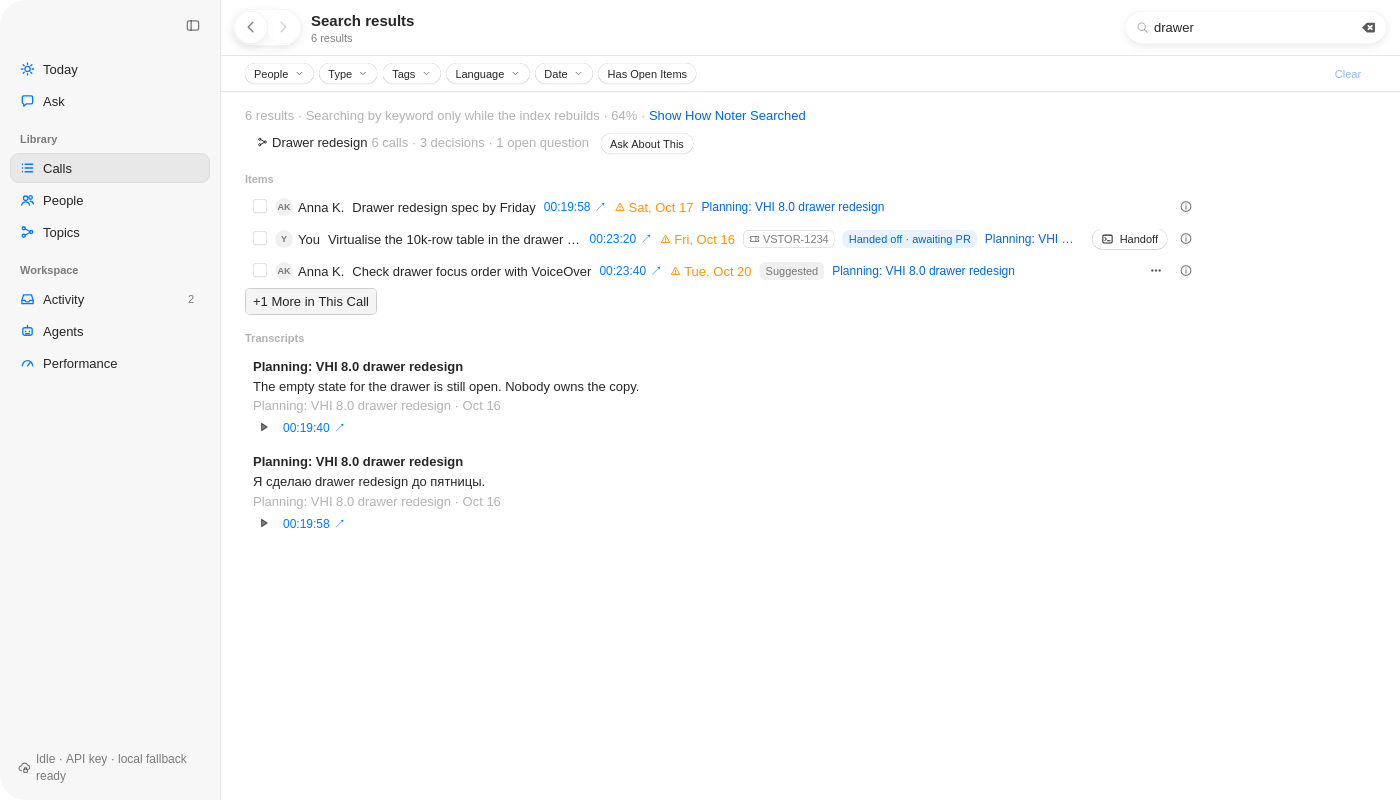 Search results
6 results
drawer
Today
Ask
Library
Calls
People
Topics
Workspace
Activity 2
Agents
Performance
Idle · API key · local fallback
ready
People Type Tags Language Date Has Open Items Clear
6 results · Searching by keyword only while the index rebuilds · 64% · Show How Noter Searched
Drawer redesign 6 calls · 3 decisions · 1 open question Ask About This
Items
AK Anna K. Drawer redesign spec by Friday 00:19:58 ↗ Sat, Oct 17 Planning: VHI 8.0 drawer redesign
Y You Virtualise the 10k-row table in the drawer … 00:23:20 ↗ Fri, Oct 16 VSTOR-1234 Handed off · awaiting PR Planning: VHI … Handoff
AK Anna K. Check drawer focus order with VoiceOver 00:23:40 ↗ Tue, Oct 20 Suggested Planning: VHI 8.0 drawer redesign
+1 More in This Call
Transcripts
Planning: VHI 8.0 drawer redesign
The empty state for the drawer is still open. Nobody owns the copy.
Planning: VHI 8.0 drawer redesign · Oct 16
00:19:40 ↗
Planning: VHI 8.0 drawer redesign
Я сделаю drawer redesign до пятницы.
Planning: VHI 8.0 drawer redesign · Oct 16
00:19:58 ↗